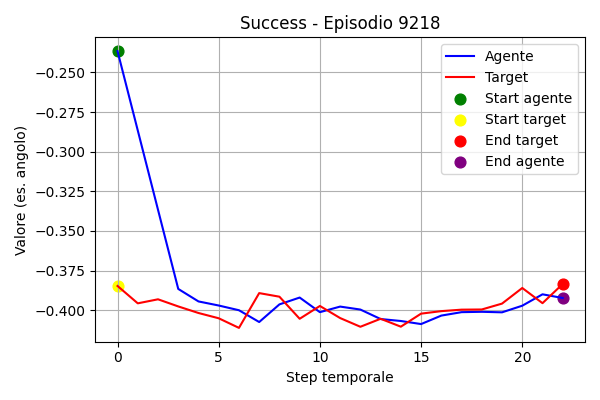 Success - Episodio 9218
Valore (es. angolo)
−0.250
−0.275
−0.300
−0.325
−0.350
−0.375
−0.400
Agente
Target
Start agente
Start target
End target
End agente
0 5 10 15 20
Step temporale